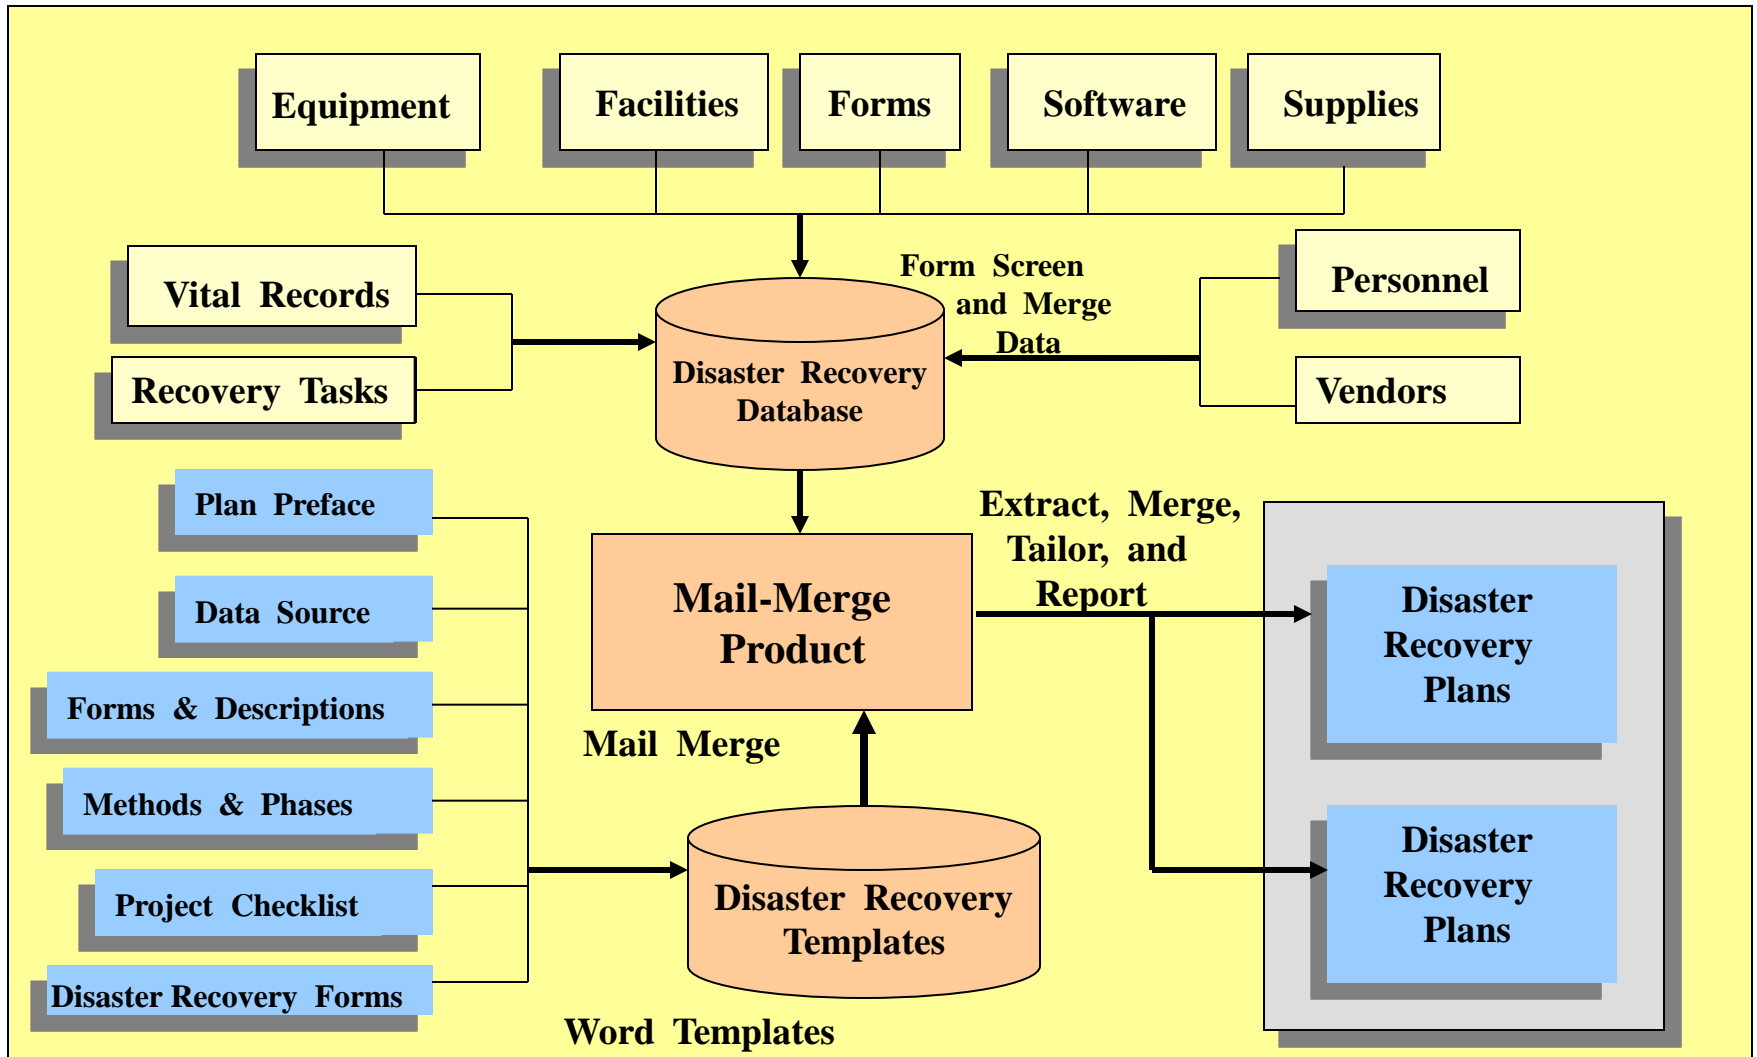 Equipment
Facilities
Forms
Software
Supplies
Vital Records
Recovery Tasks
Form Screen
and Merge
Data
Personnel
Vendors
Disaster Recovery
Database
Plan Preface
Data Source
Forms & Descriptions
Methods & Phases
Project Checklist
Disaster Recovery Forms
Mail-Merge
Product
Extract, Merge,
Tailor, and
Report
Disaster
Recovery
Plans
Mail Merge
Disaster Recovery
Templates
Disaster
Recovery
Plans
Word Templates